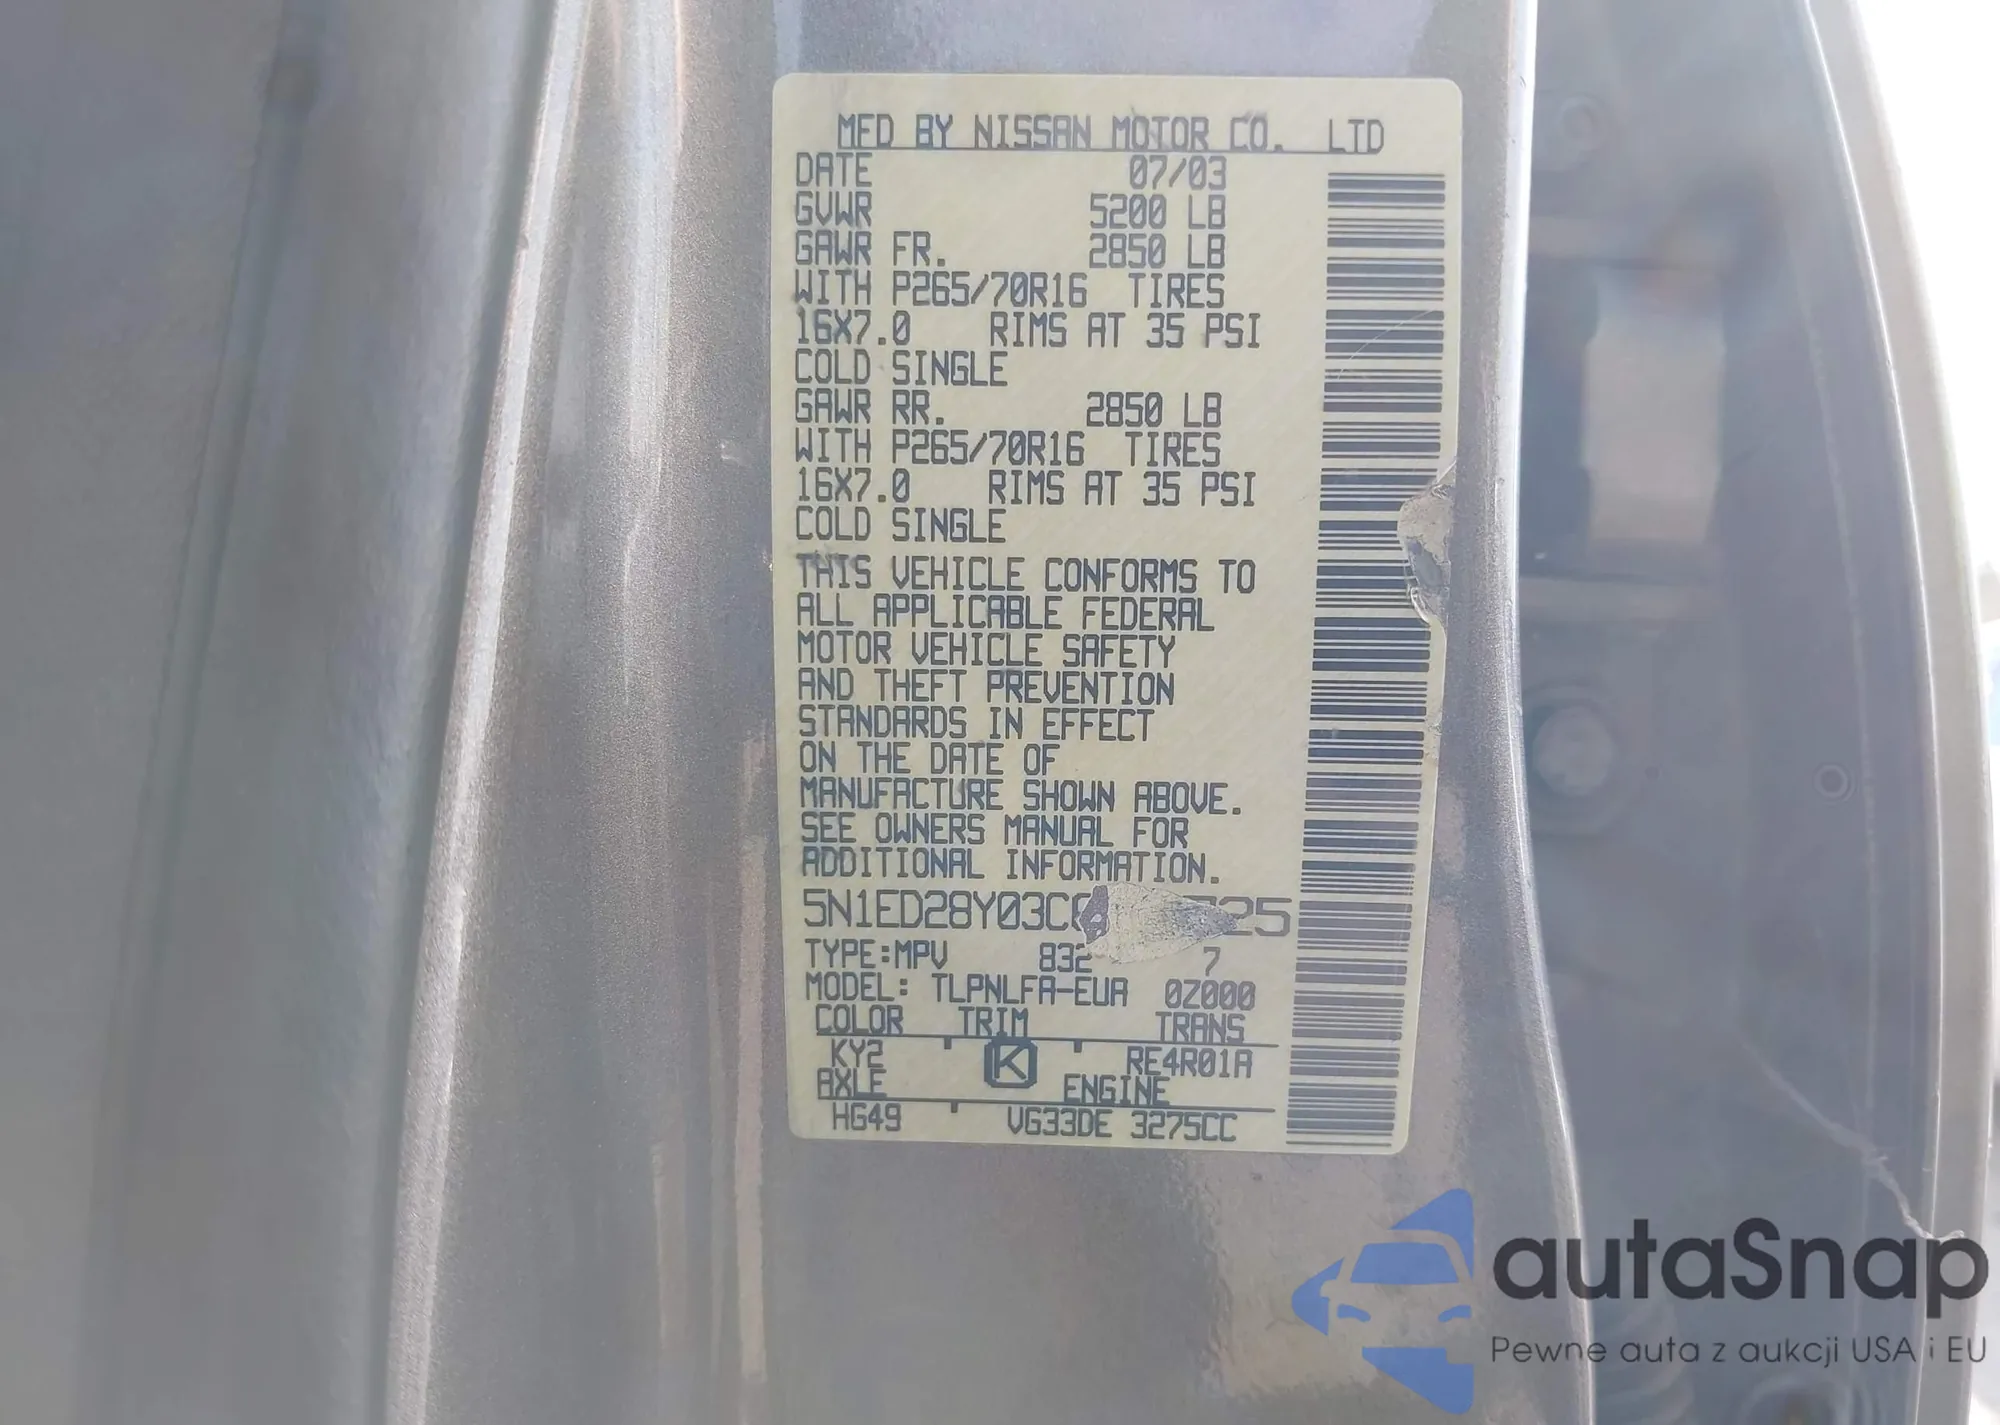 MFD BY NISSAN MOTOR CO. LTD
DATE 07/03
GVWR 5200 LB
GAWR FR. 2850 LB
WITH P265/70R16 TIRES
16X7.0 RIMS AT 35 PSI
COLD SINGLE
GAWR RR. 2850 LB
WITH P265/70R16 TIRES
16X7.0 RIMS AT 35 PSI
COLD SINGLE
THIS VEHICLE CONFORMS TO
ALL APPLICABLE FEDERAL
MOTOR VEHICLE SAFETY
AND THEFT PREVENTION
STANDARDS IN EFFECT
ON THE DATE OF
MANUFACTURE SHOWN ABOVE.
SEE OWNERS MANUAL FOR
ADDITIONAL INFORMATION.
TYPE:MPV 832 7
MODEL: TLPNLFA-EUA 0Z000
COLOR TRIM TRANS
KY2 K RE4R01A
AXLE ENGINE
HG49 VG33DE 3275CC
autaSnap
Pewne auta z aukcji USA i EU